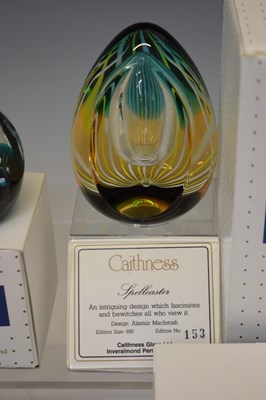 Caithness
Spellcaster
An intriguing design which fascinates
and bewitches all who view it
Design: Alastair MacIntosh
Edition Size: 650 Edition No: 153
Caithness Glass
Inveralmond
nd